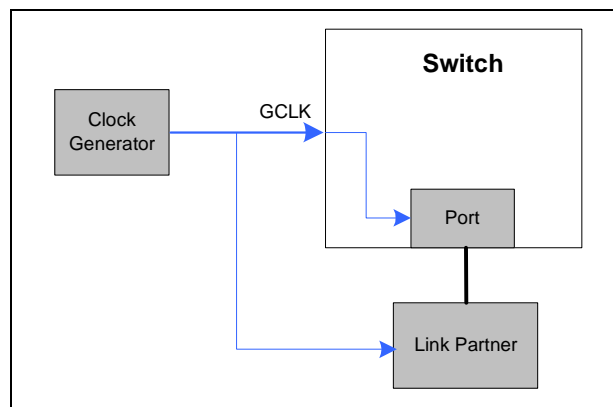 Switch
Clock
Generator
GCLK
Port
Link Partner